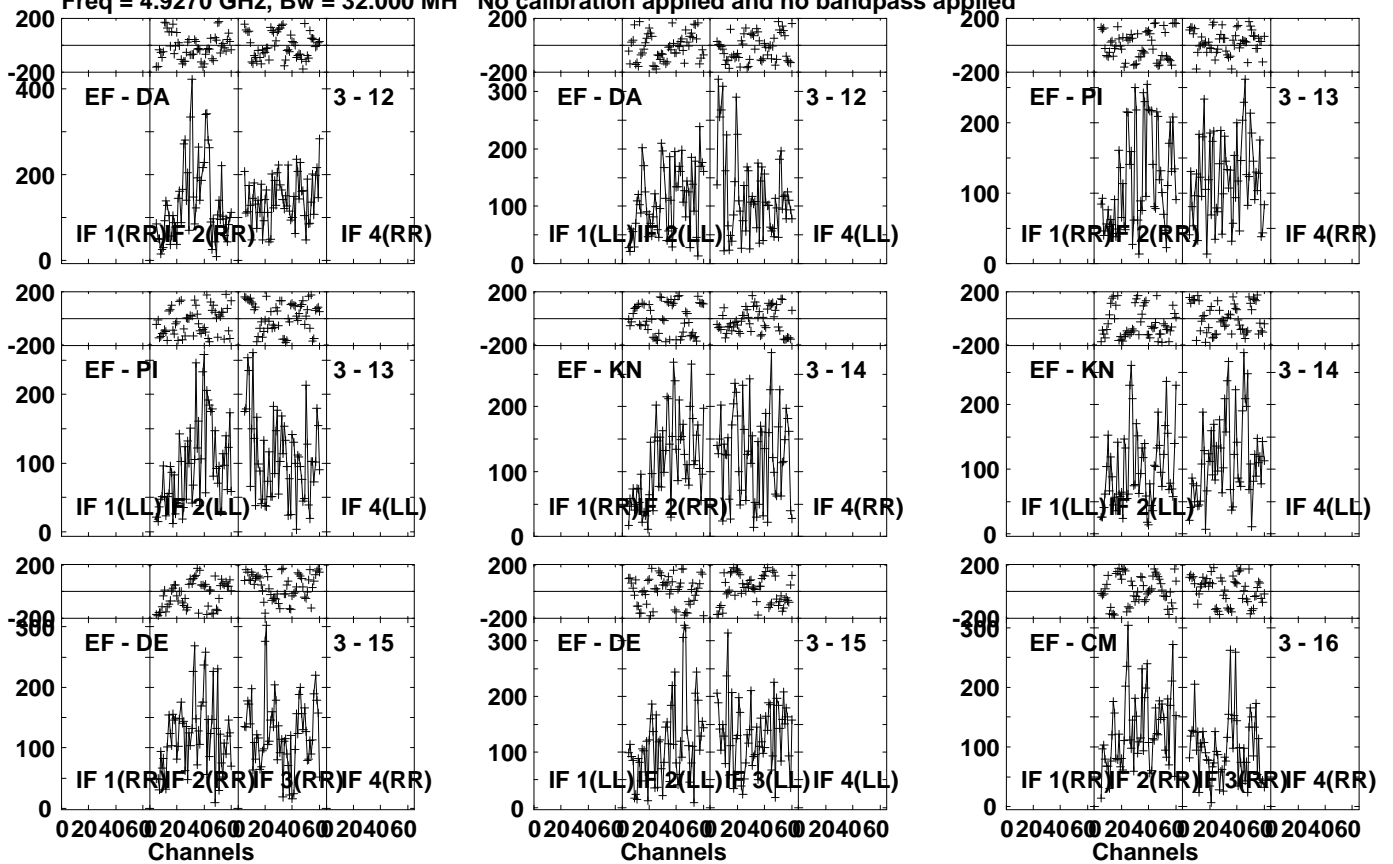 Freq = 4.9270 GHz, Bw = 32.000 MH   No calibration applied and no bandpass applied
200
-200
400
200
0
EF - DA
3 - 12
IF 1(RR)
IF 2(RR)
IF 4(RR)
300
200
100
0
EF - DA
3 - 12
IF 1(LL)
IF 2(LL)
IF 4(LL)
200
-200
200
100
0
EF - PI
3 - 13
IF 1(RR)
IF 2(RR)
IF 4(RR)
200
-200
200
100
0
EF - PI
3 - 13
IF 1(LL)
IF 2(LL)
IF 4(LL)
200
-200
200
100
0
EF - KN
3 - 14
IF 1(RR)
IF 2(RR)
IF 4(RR)
200
-200
200
100
0
EF - KN
3 - 14
IF 1(LL)
IF 2(LL)
IF 4(LL)
200
-200
300
200
100
0
EF - DE
3 - 15
IF 1(RR)
IF 2(RR)
IF 3(RR)
IF 4(RR)
200
-200
300
200
100
0
EF - DE
3 - 15
IF 1(LL)
IF 2(LL)
IF 3(LL)
IF 4(LL)
200
-200
300
200
100
0
EF - CM
3 - 16
IF 1(RR)
IF 2(RR)
IF 3(RR)
IF 4(RR)
0 20 40 60 0 20 40 60 0 20 40 60 0 20 40 60
Channels
0 20 40 60 0 20 40 60 0 20 40 60 0 20 40 60
Channels
0 20 40 60 0 20 40 60 0 20 40 60 0 20 40 60
Channels